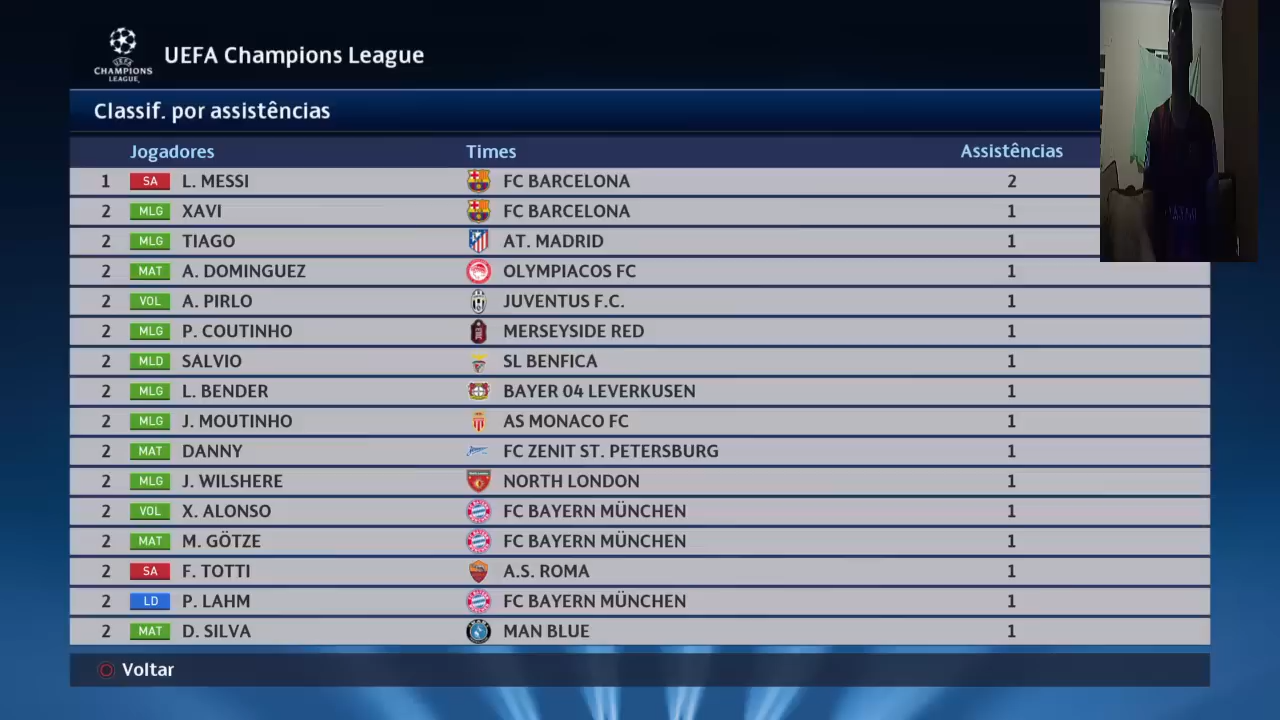 UEFA Champions League
CHAMPIONS LEAGUE
Classif. por assistências
Jogadores Times Assistências
1 SA L. MESSI FC BARCELONA 2
2 MLG XAVI FC BARCELONA 1
2 MLG TIAGO AT. MADRID 1
2 MAT A. DOMINGUEZ OLYMPIACOS FC 1
2 VOL A. PIRLO JUVENTUS F.C. 1
2 MLG P. COUTINHO MERSEYSIDE RED 1
2 MLD SALVIO SL BENFICA 1
2 MLG L. BENDER BAYER 04 LEVERKUSEN 1
2 MLG J. MOUTINHO AS MONACO FC 1
2 MAT DANNY FC ZENIT ST. PETERSBURG 1
2 MLG J. WILSHERE NORTH LONDON 1
2 VOL X. ALONSO FC BAYERN MÜNCHEN 1
2 MAT M. GÖTZE FC BAYERN MÜNCHEN 1
2 SA F. TOTTI A.S. ROMA 1
2 LD P. LAHM FC BAYERN MÜNCHEN 1
2 MAT D. SILVA MAN BLUE 1
Voltar